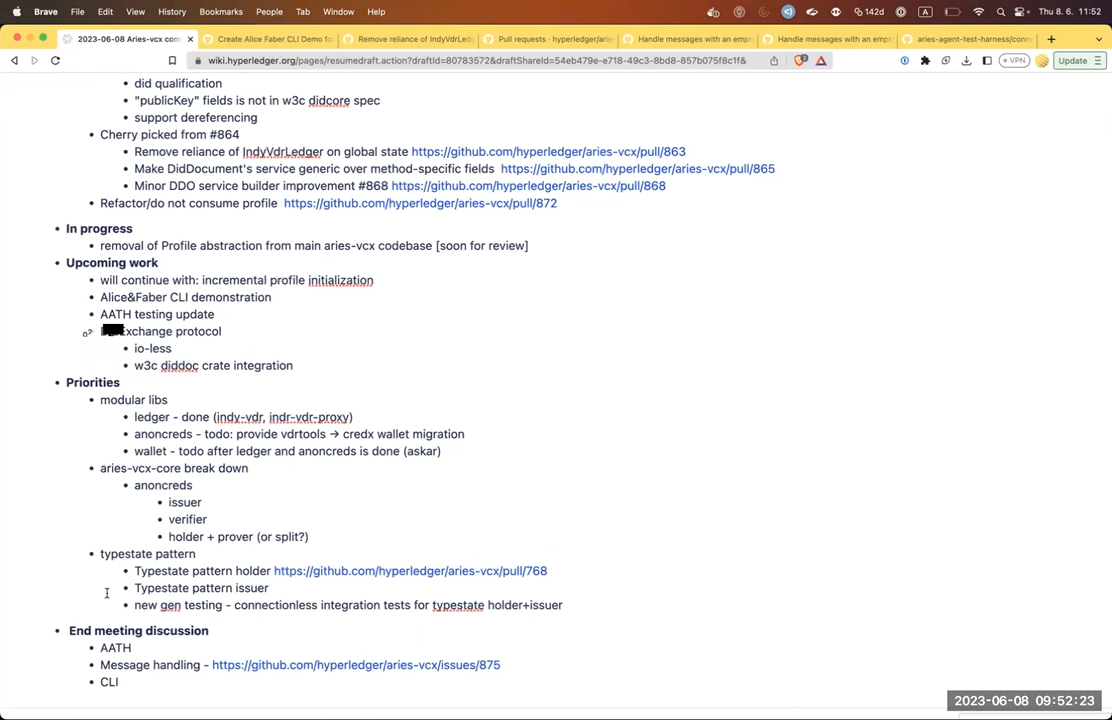 Brave File Edit View History Bookmarks People Tab Window Help 142d A Thu 8. 6. 11:52
2023-06-08 Aries-vcx com Create Alice Faber CLI Demo fo Remove reliance of IndyVdrLedg Pull requests - hyperledger/arie Handle messages with an empt Handle messages with an empt aries-agent-test-harness/conne
wiki.hyperledger.org/pages/resumedraft.action?draftId=80783572&draftShareId=54eb479e-e718-49c3-8bd8-857b075f8c1f& VPN Update
did qualification
"publicKey" fields is not in w3c didcore spec
support dereferencing
Cherry picked from #864
Remove reliance of IndyVdrLedger on global state https://github.com/hyperledger/aries-vcx/pull/863
Make DidDocument's service generic over method-specific fields https://github.com/hyperledger/aries-vcx/pull/865
Minor DDO service builder improvement #868 https://github.com/hyperledger/aries-vcx/pull/868
Refactor/do not consume profile https://github.com/hyperledger/aries-vcx/pull/872
In progress
removal of Profile abstraction from main aries-vcx codebase [soon for review]
Upcoming work
will continue with: incremental profile initialization
Alice&Faber CLI demonstration
AATH testing update
xchange protocol
io-less
w3c diddoc crate integration
Priorities
modular libs
ledger - done (indy-vdr, indr-vdr-proxy)
anoncreds - todo: provide vdrtools → credx wallet migration
wallet - todo after ledger and anoncreds is done (askar)
aries-vcx-core break down
anoncreds
issuer
verifier
holder + prover (or split?)
typestate pattern
Typestate pattern holder https://github.com/hyperledger/aries-vcx/pull/768
Typestate pattern issuer
new gen testing - connectionless integration tests for typestate holder+issuer
End meeting discussion
AATH
Message handling - https://github.com/hyperledger/aries-vcx/issues/875
CLI
2023-06-08 09:52:23